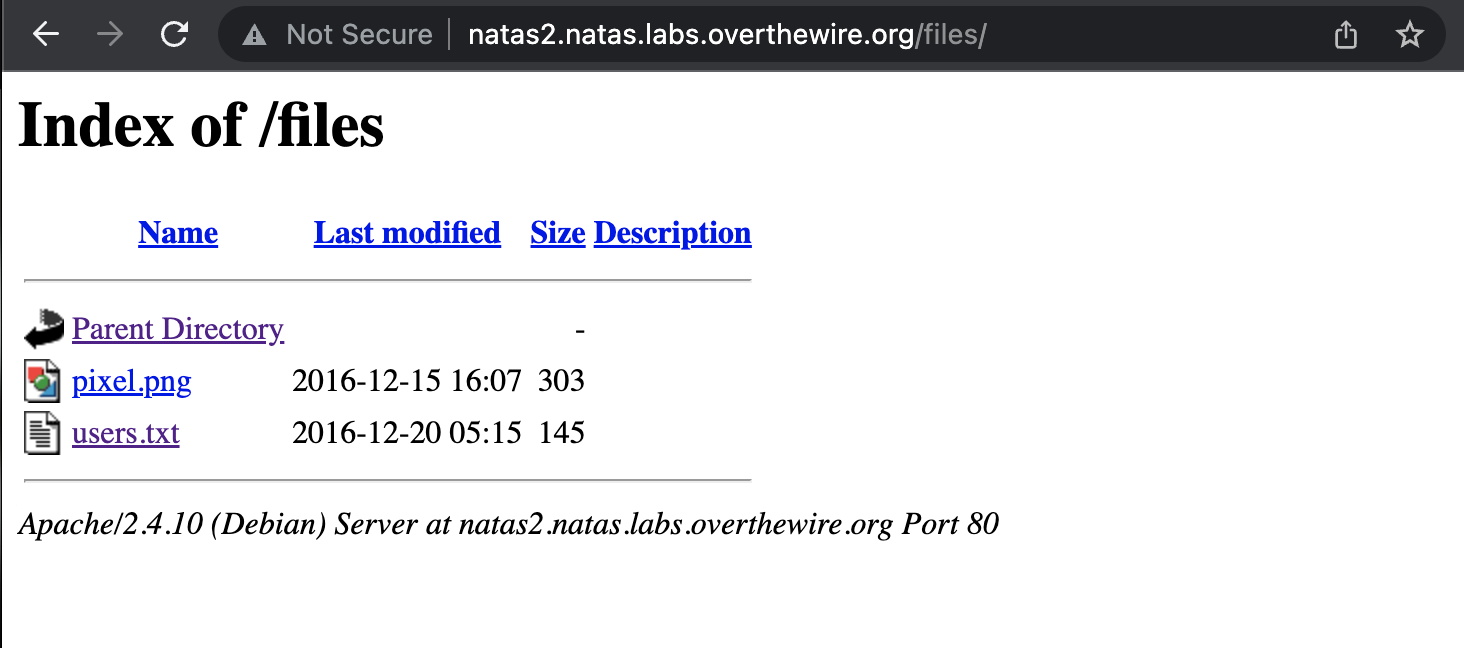 Not Secure natas2.natas.labs.overthewire.org/files/
Index of /files
Name Last modified Size Description
Parent Directory -
pixel.png 2016-12-15 16:07 303
users.txt 2016-12-20 05:15 145
Apache/2.4.10 (Debian) Server at natas2.natas.labs.overthewire.org Port 80